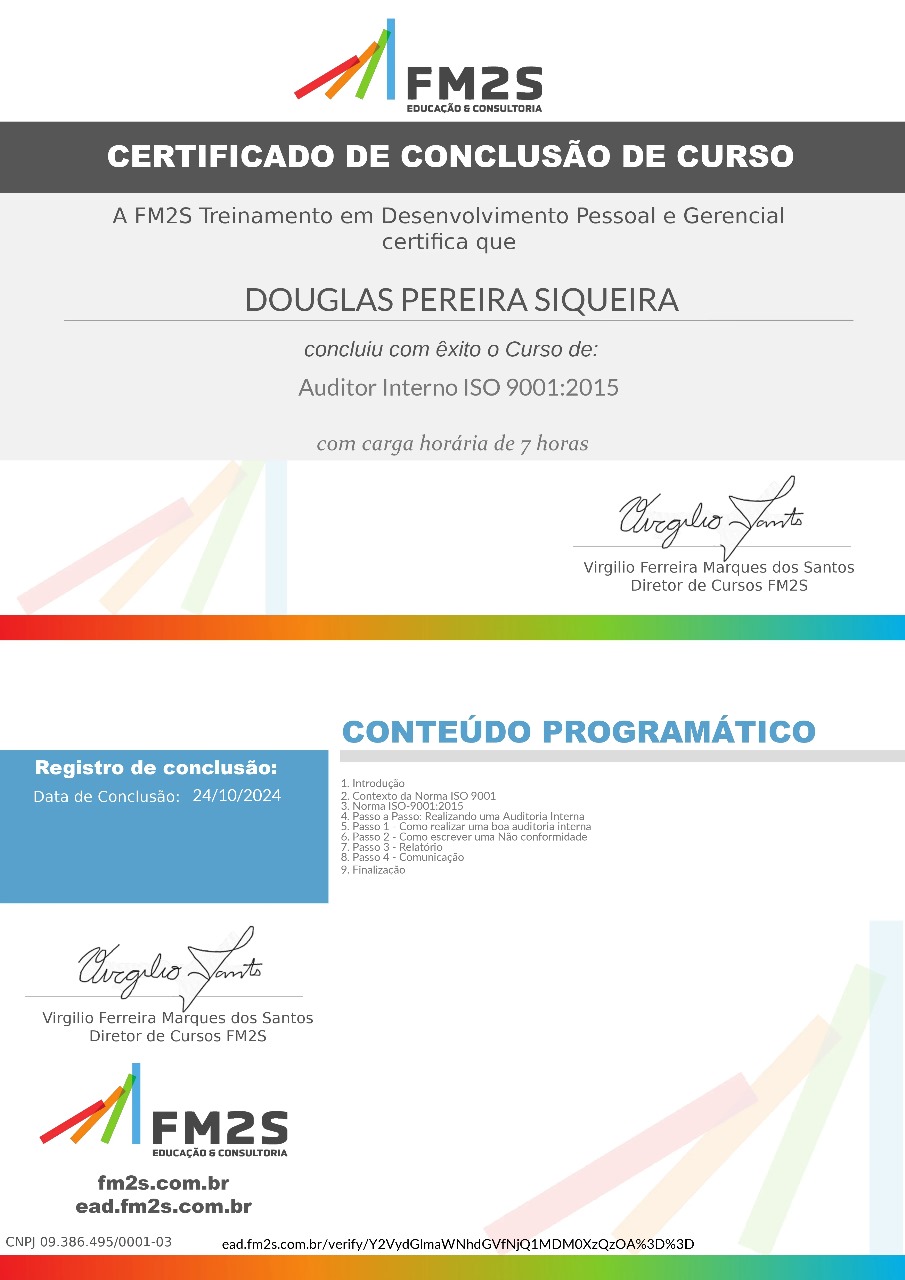 FM2S
EDUCAÇÃO & CONSULTORIA
CERTIFICADO DE CONCLUSÃO DE CURSO
A FM2S Treinamento em Desenvolvimento Pessoal e Gerencial
certifica que
DOUGLAS PEREIRA SIQUEIRA
concluiu com êxito o Curso de:
Auditor Interno ISO 9001:2015
com carga horária de 7 horas
Virgilio Santo
Virgilio Ferreira Marques dos Santos
Diretor de Cursos FM2S
CONTEÚDO PROGRAMÁTICO
Registro de conclusão:
Data de Conclusão: 24/10/2024
1. Introdução
2. Contexto da Norma ISO 9001
3. Norma ISO-9001:2015
4. Passo a Passo: Realizando uma Auditoria Interna
5. Passo 1 - Como realizar uma boa auditoria interna
6. Passo 2 - Como escrever uma Não conformidade
7. Passo 3 - Relatório
8. Passo 4 - Comunicação
9. Finalização
Virgilio Santo
Virgilio Ferreira Marques dos Santos
Diretor de Cursos FM2S
FM2S
EDUCAÇÃO & CONSULTORIA
fm2s.com.br
ead.fm2s.com.br
CNPJ 09.386.495/0001-03
ead.fm2s.com.br/verify/Y2VydGlmaWNhdGVfNjQ1MDM0XzQzOA%3D%3D